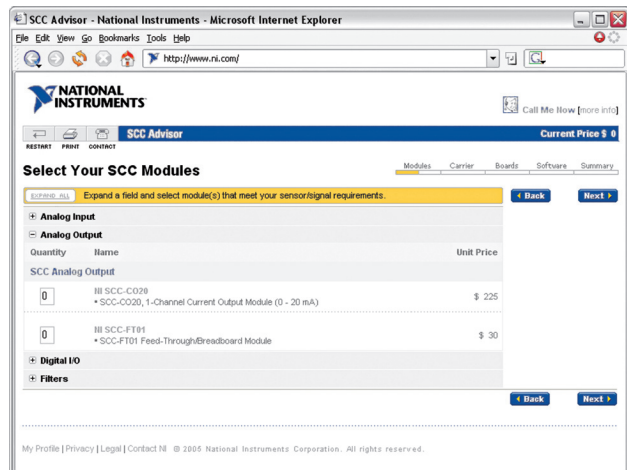 SCC Advisor - National Instruments - Microsoft Internet Explorer
File Edit View Go Bookmarks Tools Help
http://www.ni.com/
NATIONAL
INSTRUMENTS
Call Me Now [more info]
SCC Advisor
Current Price $ 0
RESTART PRINT CONTACT
Select Your SCC Modules
Modules Carrier Boards Software Summary
EXPAND ALL Expand a field and select module(s) that meet your sensor/signal requirements.
Back Next
Analog Input
Analog Output
Quantity Name Unit Price
SCC Analog Output
0 NI SCC-CO20 $ 225
• SCC-CO20, 1-Channel Current Output Module (0 - 20 mA)
0 NI SCC-FT01 $ 30
• SCC-FT01 Feed-Through/Breadboard Module
Digital I/O
Filters
Back Next
My Profile | Privacy | Legal | Contact NI © 2005 National Instruments Corporation. All rights reserved.